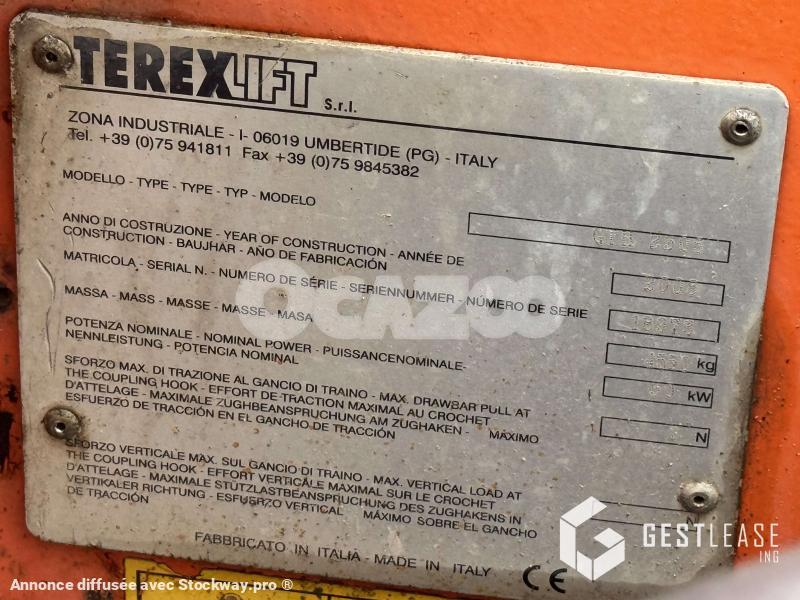 TEREXLIFT S.r.l.
ZONA INDUSTRIALE - I- 06019 UMBERTIDE (PG) - ITALY
Tel. +39 (0)75 941811 Fax +39 (0)75 9845382
MODELLO - TYPE - TYPE - TYP - MODELO
ANNO DI COSTRUZIONE - YEAR OF CONSTRUCTION - ANNÉE DE
CONSTRUCTION - BAUJHAR - AÑO DE FABRICACIÓN
MATRICOLA - SERIAL N. - NUMERO DE SÉRIE - SERIENNUMMER - NÚMERO DE SERIE
MASSA - MASS - MASSE - MASSE - MASA
kg
POTENZA NOMINALE - NOMINAL POWER - PUISSANCENOMINALE-
NENNLEISTUNG - POTENCIA NOMINAL
kW
SFORZO MAX. DI TRAZIONE AL GANCIO DI TRAINO - MAX. DRAWBAR PULL AT
THE COUPLING HOOK - EFFORT DE TRACTION MAXIMAL AU CROCHET
D'ATTELAGE - MAXIMALE ZUGHBEANSPRUCHUNG AM ZUGHAKEN - MÁXIMO
ESFUERZO DE TRACCIÓN EN EL GANCHO DE TRACCIÓN
N
SFORZO VERTICALE MAX. SUL GANCIO DI TRAINO - MAX. VERTICAL LOAD AT
THE COUPLING HOOK - EFFORT VERTICALE MAXIMAL SUR LE CROCHET
D'ATTELAGE - MAXIMALE STÜTZLASTBEANSPRUCHUNG DES ZUGHAKENS IN
VERTIKALER RICHTUNG - ESFUERZO VERTICAL MÁXIMO SOBRE EL GANCHO
DE TRACCIÓN
N
FABBRICATO IN ITALIA - MADE IN ITALY CE
OCAZOO
GESTLEASE
ING
Annonce diffusée avec Stockway.pro ®